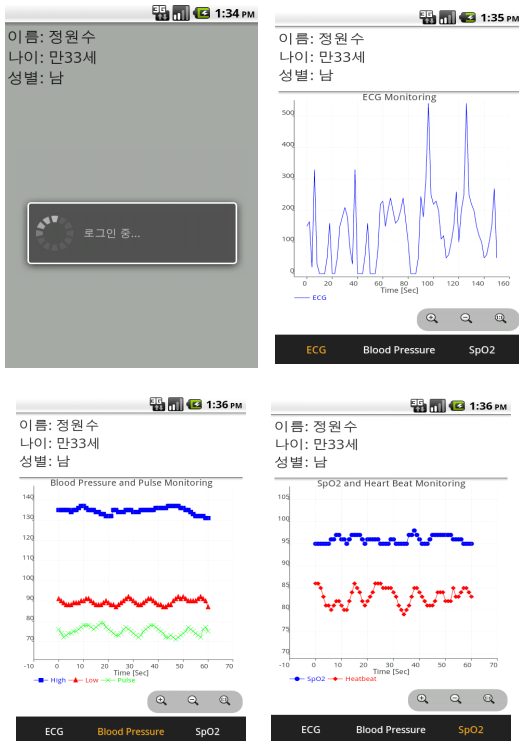 3G 1:34 PM
이름: 정원수
나이: 만33세
성별: 남
로그인 중...
3G 1:35 PM
이름: 정원수
나이: 만33세
성별: 남
ECG Monitoring
500
400
300
200
100
0
0 20 40 60 80 100 120 140 160
Time [Sec]
ECG
ECG Blood Pressure SpO2
3G 1:36 PM
이름: 정원수
나이: 만33세
성별: 남
Blood Pressure and Pulse Monitoring
140
130
120
110
100
90
80
70
-10 0 10 20 30 40 50 60 70
Time [Sec]
High Low Pulse
ECG Blood Pressure SpO2
3G 1:36 PM
이름: 정원수
나이: 만33세
성별: 남
SpO2 and Heart Beat Monitoring
105
100
95
90
85
80
75
70
-10 0 10 20 30 40 50 60 70
Time [Sec]
SpO2 Heatbeat
ECG Blood Pressure SpO2